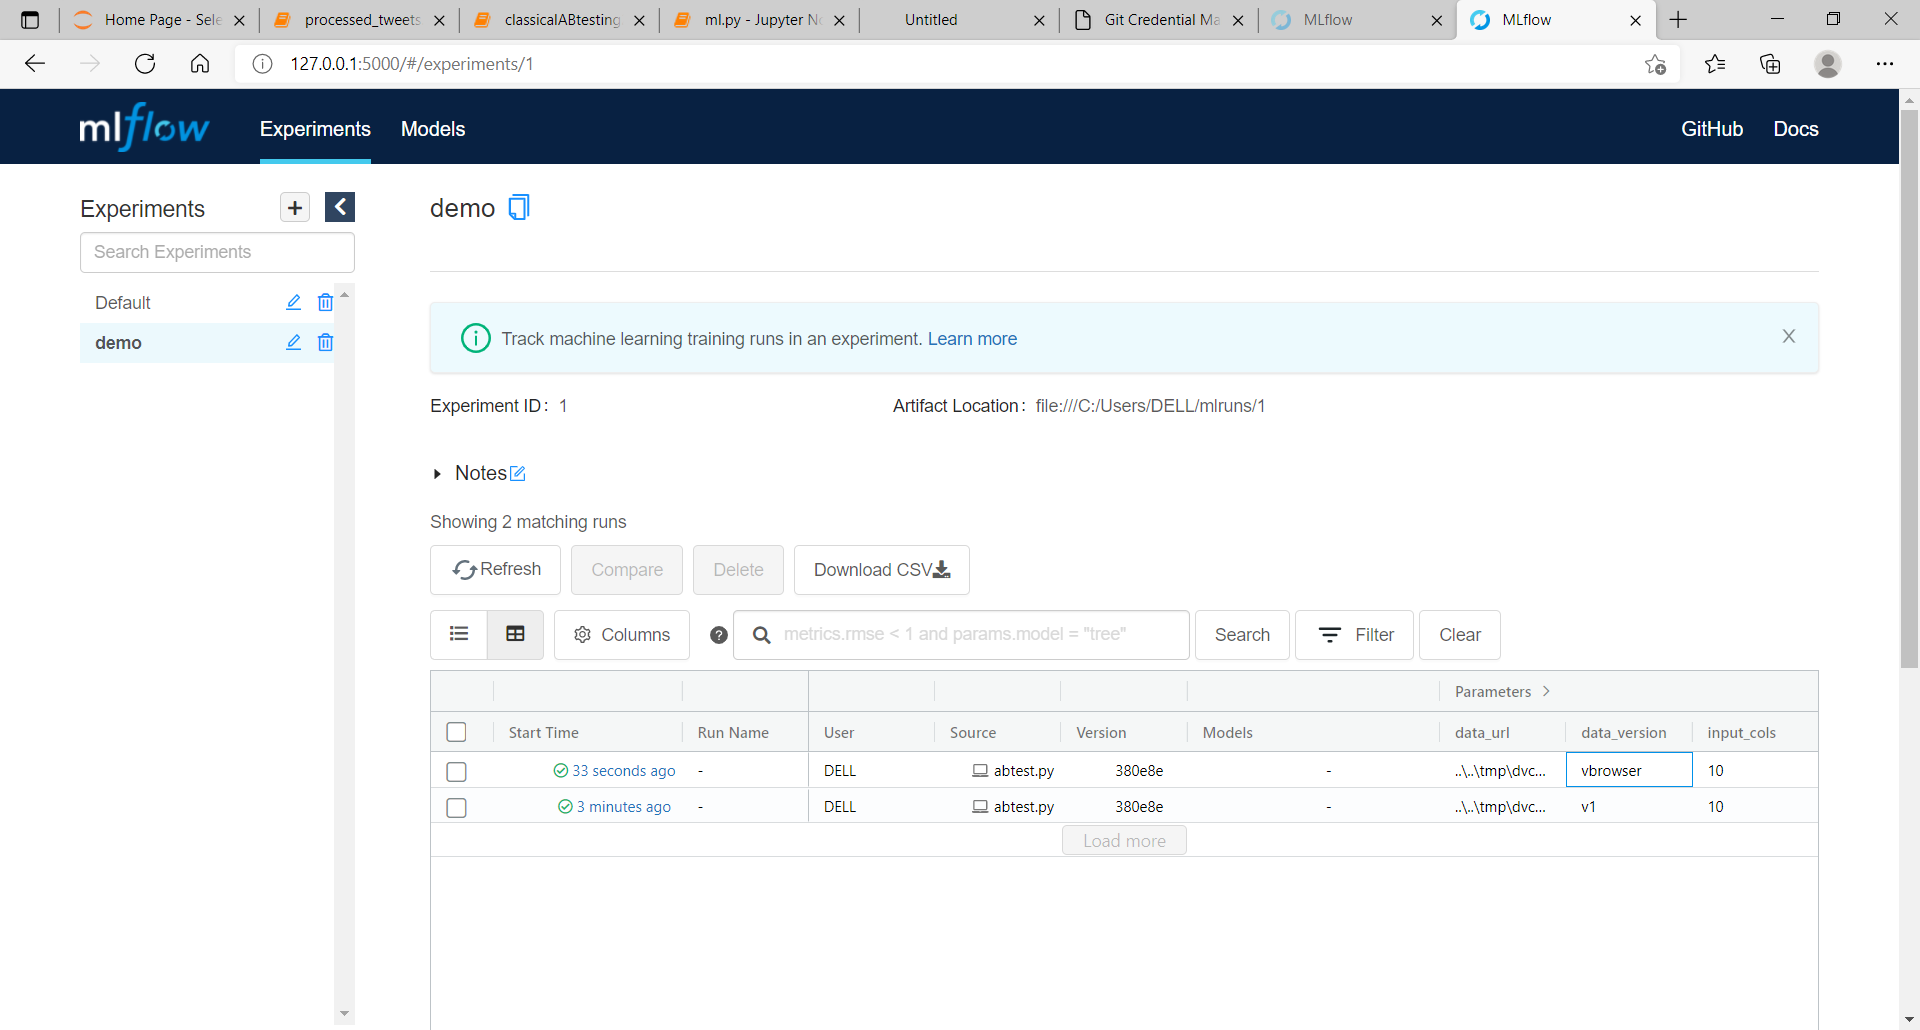 Home Page - Sele
processed_tweets
classicalABtesting
ml.py - Jupyter No
Untitled
Git Credential Ma
MLflow
MLflow
127.0.0.1:5000/#/experiments/1
mlflow
Experiments
Models
GitHub
Docs
Experiments
demo
Search Experiments
Default
demo
Track machine learning training runs in an experiment. Learn more
Experiment ID: 1
Artifact Location: file:///C:/Users/DELL/mlruns/1
Notes
Showing 2 matching runs
Refresh
Compare
Delete
Download CSV
Columns
metrics.rmse < 1 and params.model = "tree"
Search
Filter
Clear
Parameters >
Start Time Run Name User Source Version Models data_url data_version input_cols
33 seconds ago - DELL abtest.py 380e8e - ..\..\tmp\dvc... vbrowser 10
3 minutes ago - DELL abtest.py 380e8e - ..\..\tmp\dvc... v1 10
Load more